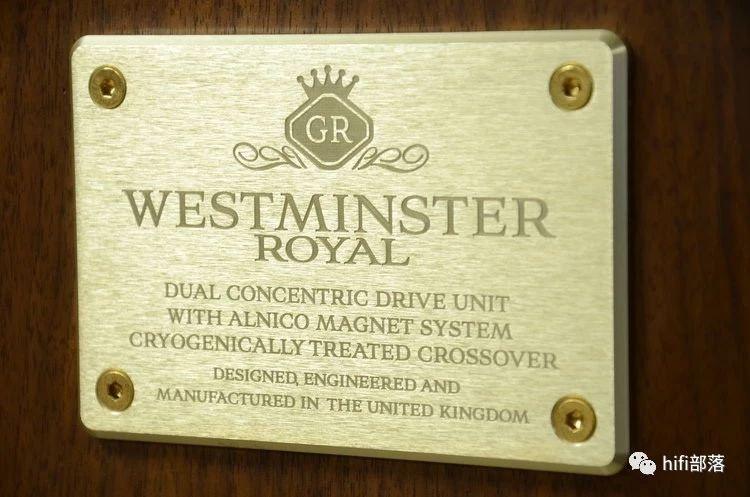 GR
WESTMINSTER
ROYAL
DUAL CONCENTRIC DRIVE UNIT
WITH ALNICO MAGNET SYSTEM
CRYOGENICALLY TREATED CROSSOVER
DESIGNED, ENGINEERED AND
MANUFACTURED IN THE UNITED KINGDOM
hifi部落